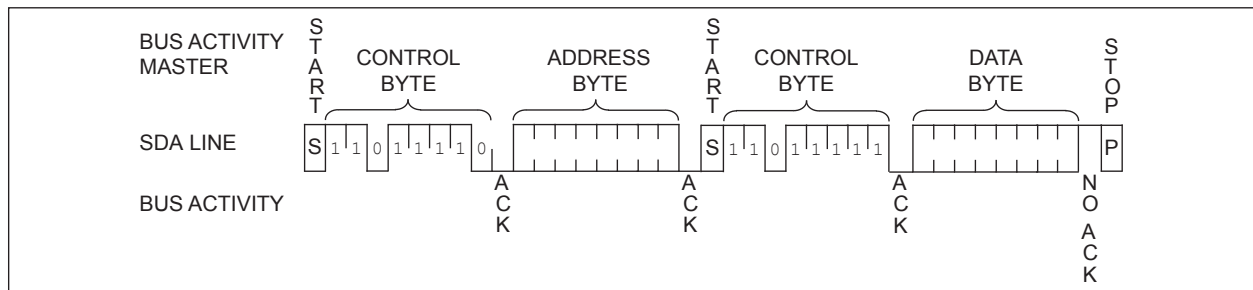 BUS ACTIVITY
MASTER
START
CONTROL
BYTE
ADDRESS
BYTE
START
CONTROL
BYTE
DATA
BYTE
STOP
SDA LINE
S 1 1 0 1 1 1 1 0
S 1 1 0 1 1 1 1 1
P
BUS ACTIVITY
ACK
ACK
ACK
NO ACK